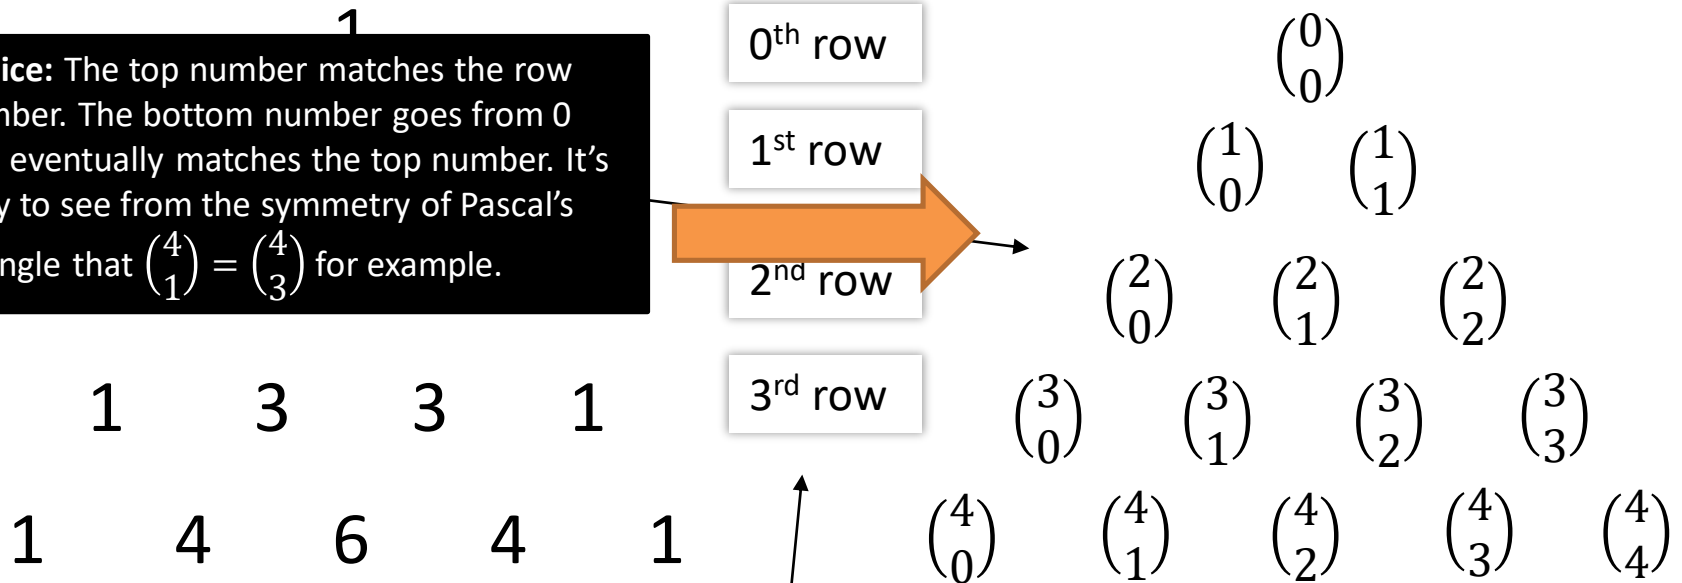 1
ice: The top number matches the row
nber. The bottom number goes from 0
eventually matches the top number. It's
y to see from the symmetry of Pascal's
ngle that (4 1) = (4 3) for example.
1 3 3 1
1 4 6 4 1
0th row
1st row
2nd row
3rd row
(0 0)
(1 0) (1 1)
(2 0) (2 1) (2 2)
(3 0) (3 1) (3 2) (3 3)
(4 0) (4 1) (4 2) (4 3) (4 4)